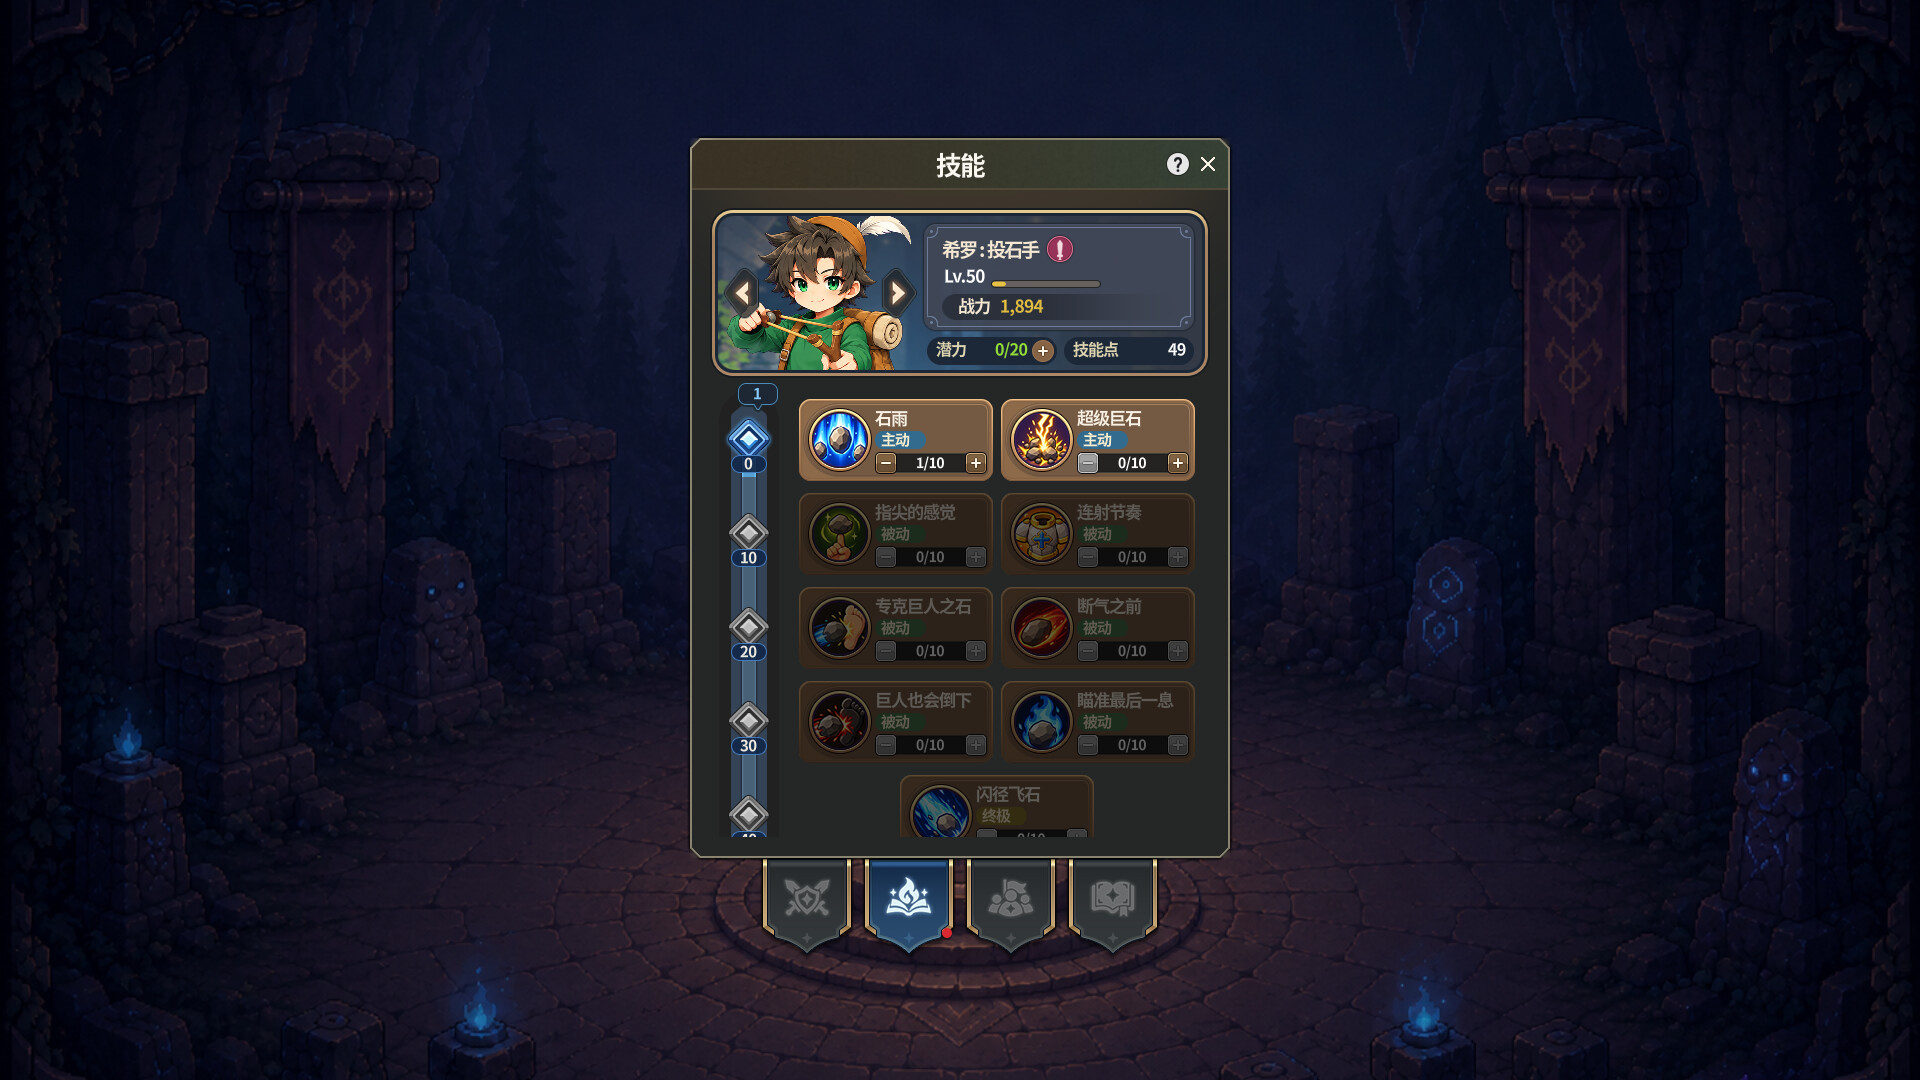 技能
?
希罗:投石手
Lv.50
战力 1,894
潜力 0/20
技能点 49
1
0
10
20
30
40
石雨
主动
1/10
超级巨石
主动
0/10
指尖的感觉
被动
0/10
连射节奏
被动
0/10
专克巨人之石
被动
0/10
断气之前
被动
0/10
巨人也会倒下
被动
0/10
瞄准最后一息
被动
0/10
闪径飞石
终极
0/10